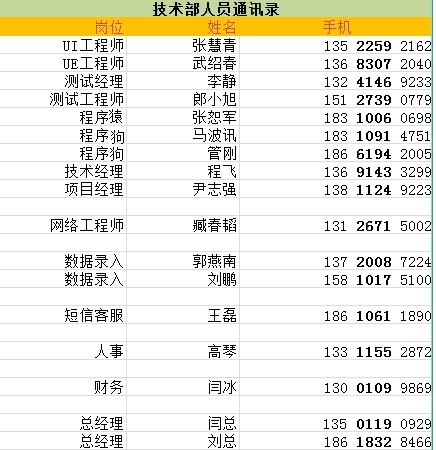 技术部人员通讯录
岗位 姓名 手机
UI工程师 张慧青 135 2259 2162
UE工程师 武绍春 136 8307 2040
测试经理 李静 132 4146 9233
测试工程师 郎小旭 151 2739 0779
程序猿 张恕军 183 1006 0698
程序狗 马波讯 183 1091 4751
程序狗 管刚 186 6194 2005
技术经理 程飞 136 9143 3299
项目经理 尹志强 138 1124 9223
网络工程师 臧春韬 131 2671 5002
数据录入 郭燕南 137 2008 7224
数据录入 刘鹏 158 1017 5100
短信客服 王磊 186 1061 1890
人事 高琴 133 1155 2872
财务 闫冰 130 0109 9869
总经理 闫总 135 0119 0929
总经理 刘总 186 1832 8466